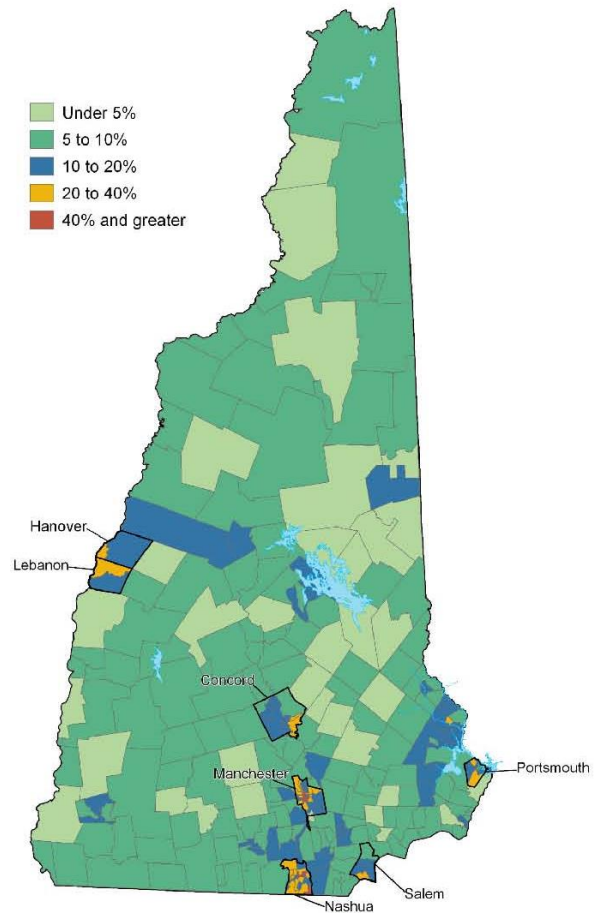 Under 5%
5 to 10%
10 to 20%
20 to 40%
40% and greater
Hanover
Lebanon
Concord
Manchester
Portsmouth
Salem
Nashua